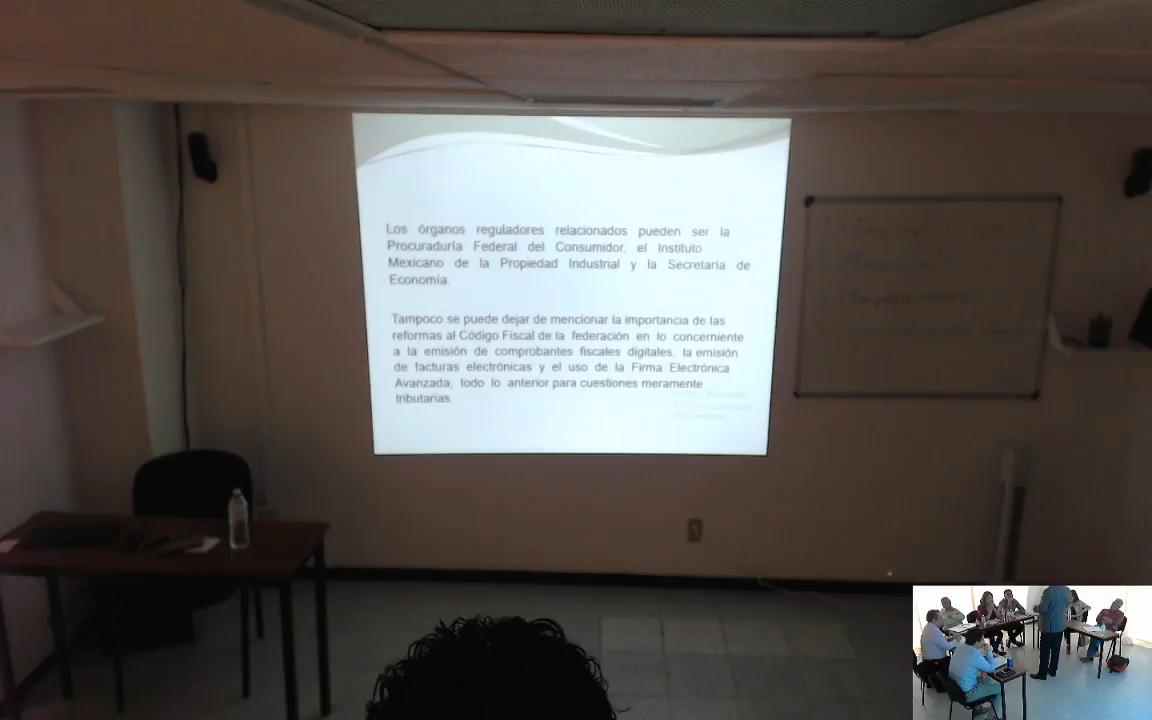 Los órganos reguladores relacionados pueden ser la
Procuraduría Federal del Consumidor, el Instituto
Mexicano de la Propiedad Industrial y la Secretaría de
Economía.
Tampoco se puede dejar de mencionar la importancia de las
reformas al Código Fiscal de la federación en lo concerniente
a la emisión de comprobantes fiscales digitales, la emisión
de facturas electrónicas y el uso de la Firma Electrónica
Avanzada, todo lo anterior para cuestiones meramente
tributarias.